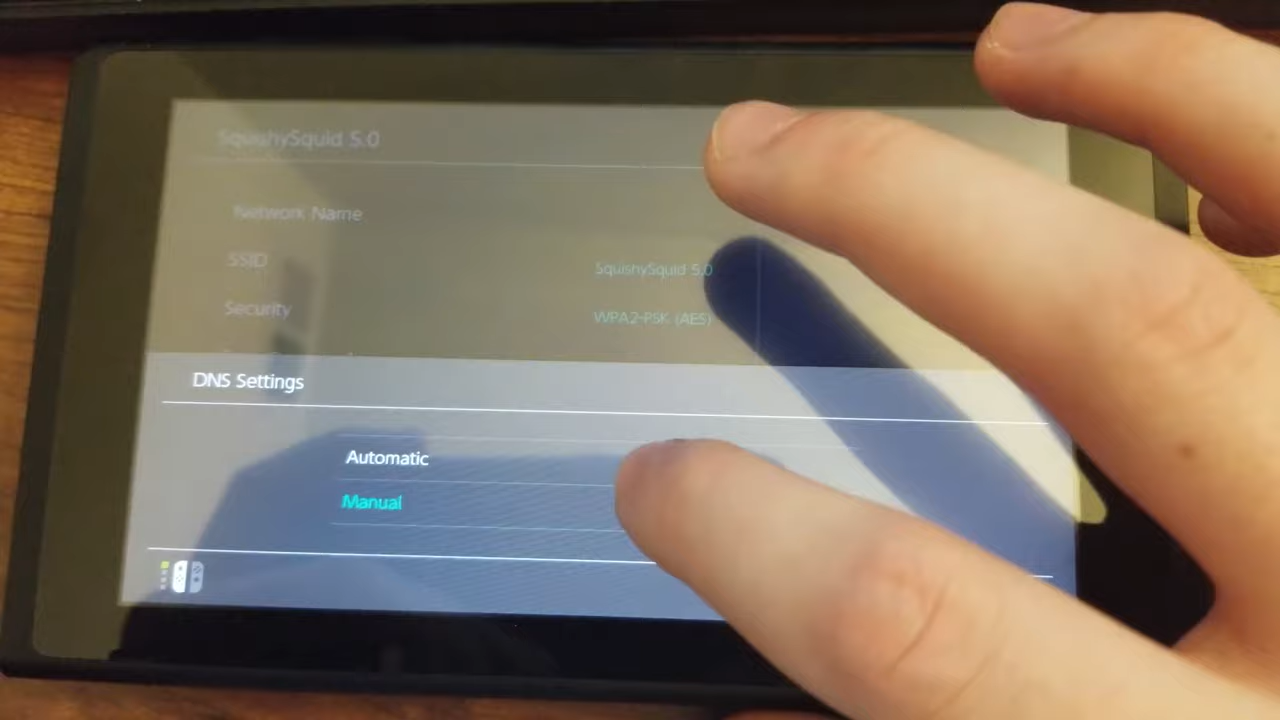 SquishySquid 5.0
Network Name
SSID
SquishySquid 5.0
Security
WPA2-PSK (AES)
DNS Settings
Automatic
Manual